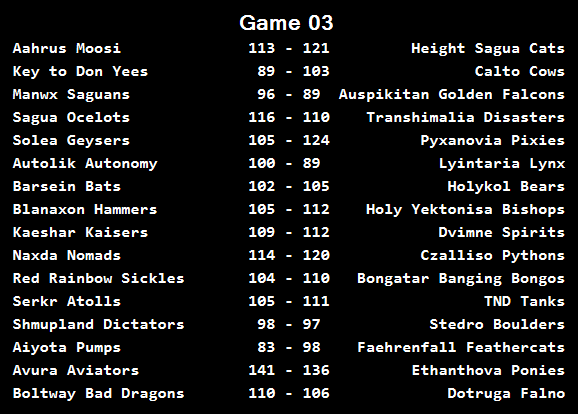 Game 03
Aahrus Moosi 113 - 121 Height Sagua Cats
Key to Don Yees 89 - 103 Calto Cows
Manwx Saguans 96 - 89 Auspikitan Golden Falcons
Sagua Ocelots 116 - 110 Transhimalia Disasters
Solea Geysers 105 - 124 Pyxanovia Pixies
Autolik Autonomy 100 - 89 Lyintaria Lynx
Barsein Bats 102 - 105 Holykol Bears
Blanaxon Hammers 105 - 112 Holy Yektonisa Bishops
Kaeshar Kaisers 109 - 112 Dvimne Spirits
Naxda Nomads 114 - 120 Czalliso Pythons
Red Rainbow Sickles 104 - 110 Bongatar Banging Bongos
Serkr Atolls 105 - 111 TND Tanks
Shmupland Dictators 98 - 97 Stedro Boulders
Aiyota Pumps 83 - 98 Faehrenfall Feathercats
Avura Aviators 141 - 136 Ethanthova Ponies
Boltway Bad Dragons 110 - 106 Dotruga Falno